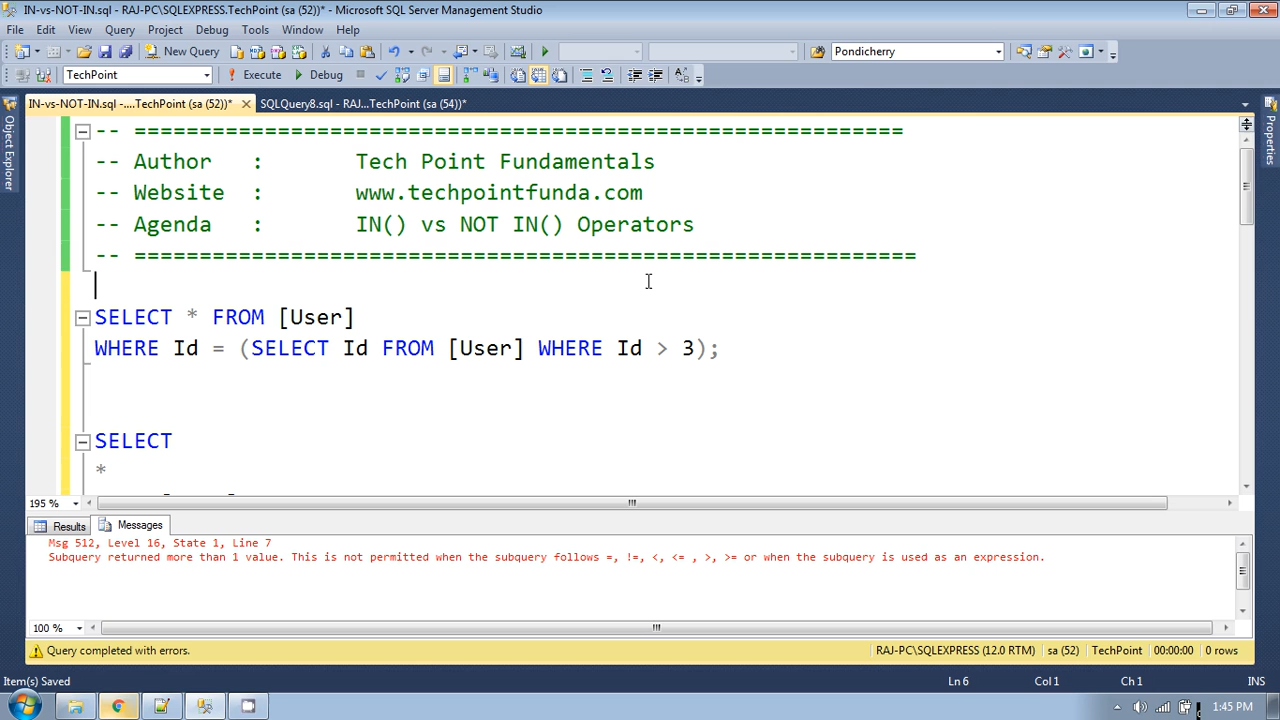 IN-vs-NOT-IN.sql - RAJ-PC\SQLEXPRESS.TechPoint (sa (52))* - Microsoft SQL Server Management Studio
File Edit View Query Project Debug Tools Window Help
New Query Pondicherry
TechPoint Execute Debug
IN-vs-NOT-IN.sql -....TechPoint (sa (52))* SQLQuery8.sql - RAJ...TechPoint (sa (54))*
Object Explorer
Properties
-- ===========================================================
-- Author : Tech Point Fundamentals
-- Website : www.techpointfunda.com
-- Agenda : IN() vs NOT IN() Operators
-- ============================================================
SELECT * FROM [User]
WHERE Id = (SELECT Id FROM [User] WHERE Id > 3);
SELECT
*
195 %
Results Messages
Msg 512, Level 16, State 1, Line 7
Subquery returned more than 1 value. This is not permitted when the subquery follows =, !=, <, <= , >, >= or when the subquery is used as an expression.
100 %
Query completed with errors. RAJ-PC\SQLEXPRESS (12.0 RTM) sa (52) TechPoint 00:00:00 0 rows
Item(s) Saved Ln 6 Col 1 Ch 1 INS
1:45 PM